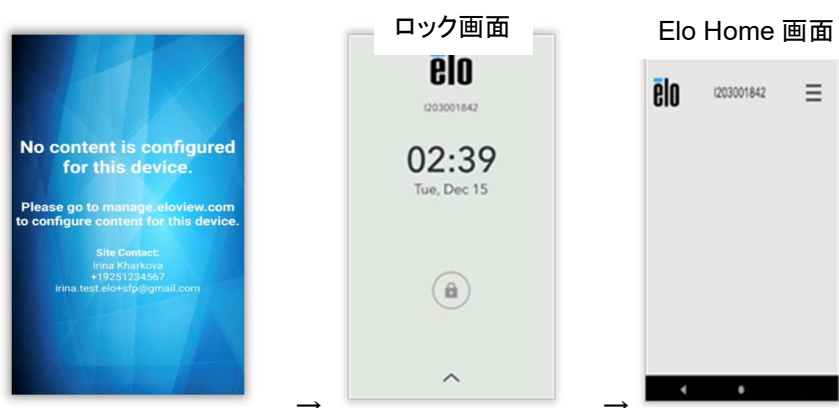 No content is configured
for this device.
Please go to manage.eloview.com
to configure content for this device.
Site Contact:
Irina Kharkova
+19251234567
irina.test.elo+sfp@gmail.com
→
ロック画面
elo
I203001842
02:39
Tue, Dec 15
→
Elo Home 画面
elo
I203001842